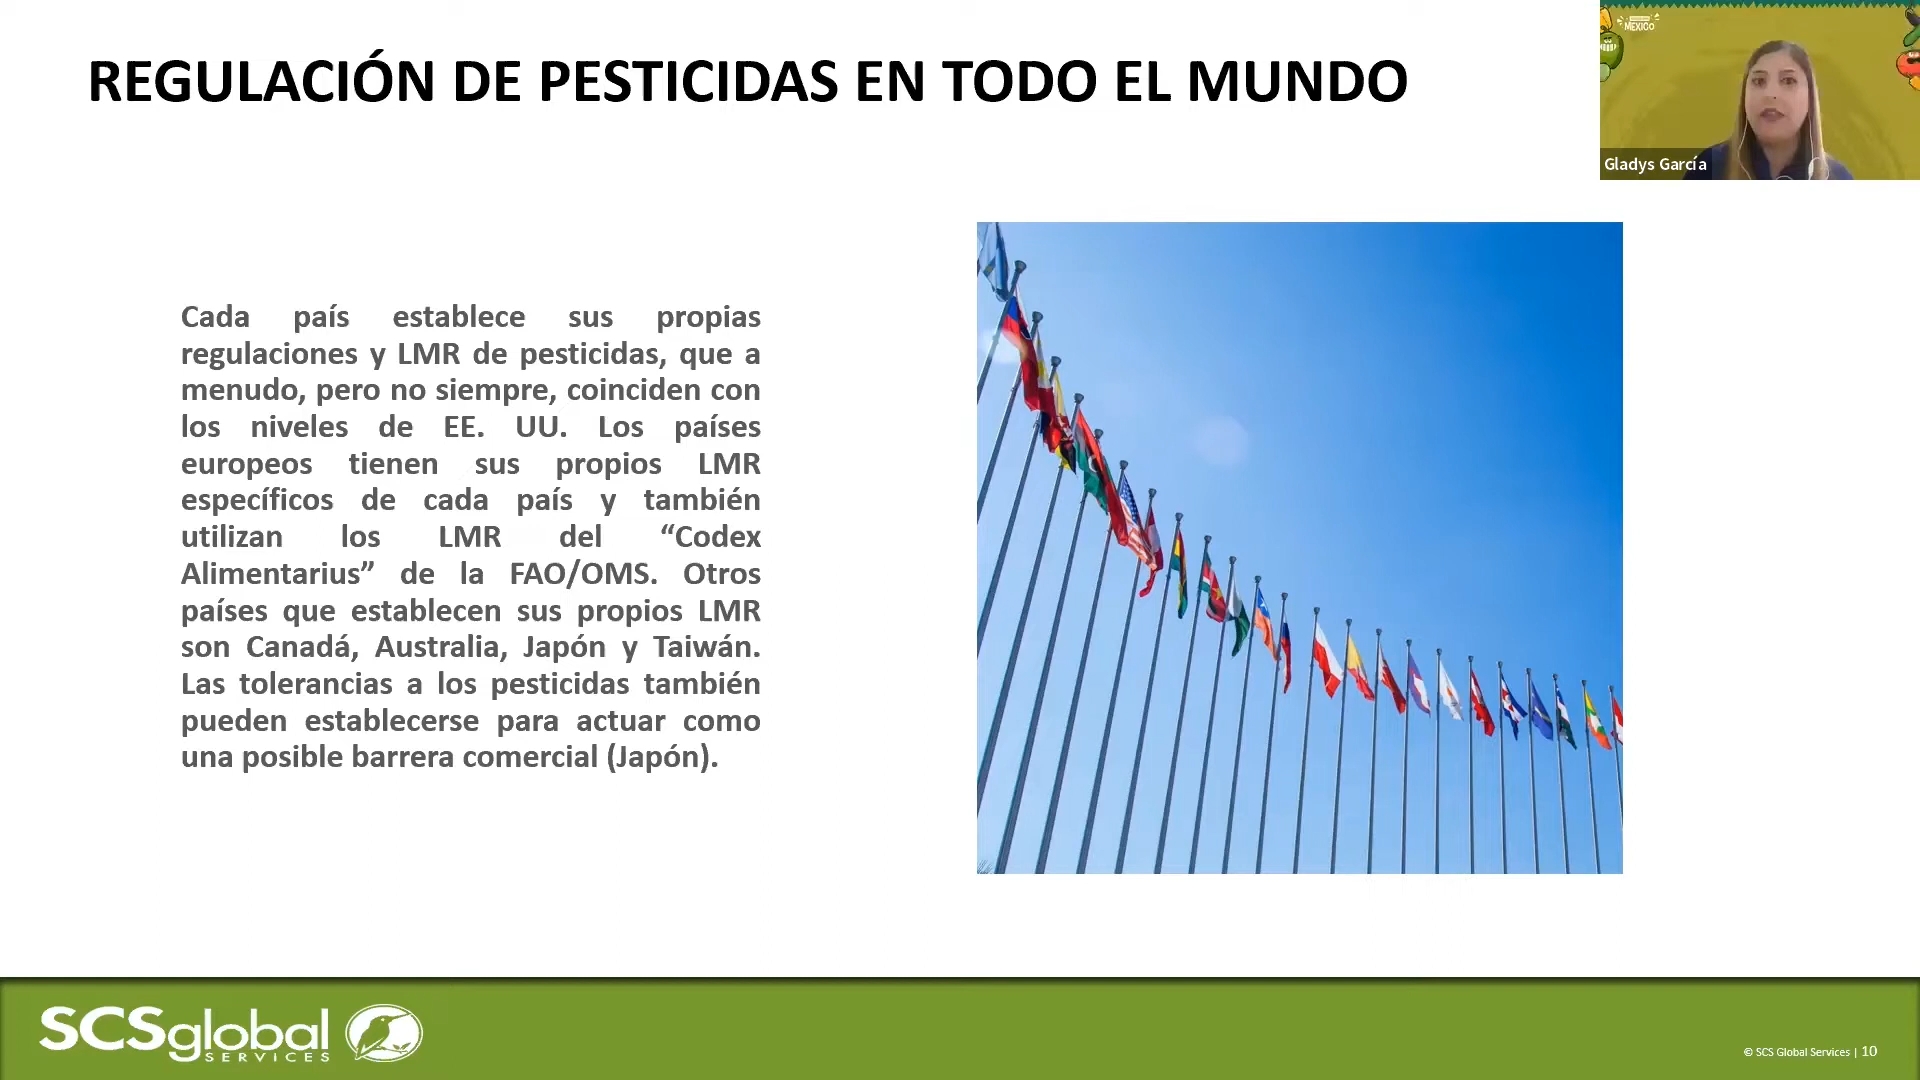 REGULACIÓN DE PESTICIDAS EN TODO EL MUNDO
MÉXICO
Gladys García
Cada país establece sus propias
regulaciones y LMR de pesticidas, que a
menudo, pero no siempre, coinciden con
los niveles de EE. UU. Los países
europeos tienen sus propios LMR
específicos de cada país y también
utilizan los LMR del “Codex
Alimentarius” de la FAO/OMS. Otros
países que establecen sus propios LMR
son Canadá, Australia, Japón y Taiwán.
Las tolerancias a los pesticidas también
pueden establecerse para actuar como
una posible barrera comercial (Japón).
SCSglobal
SERVICES
© SCS Global Services | 10